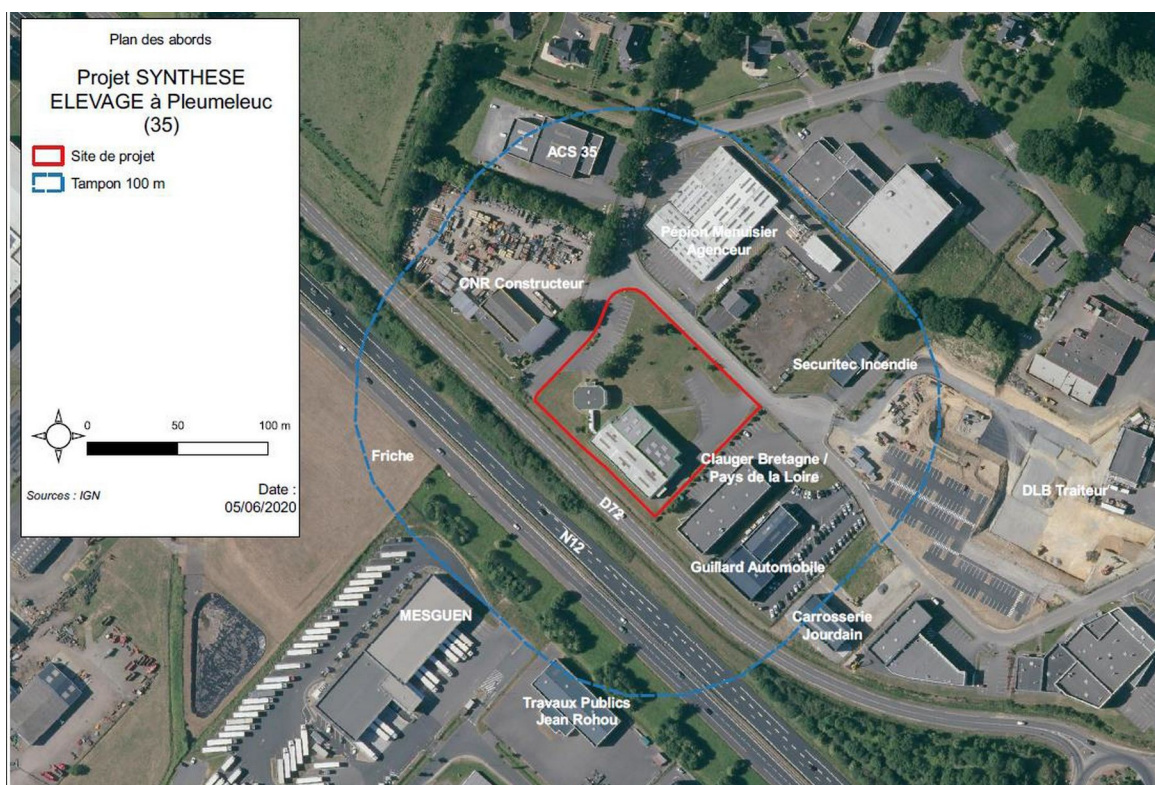 Plan des abords
Projet SYNTHESE
ELEVAGE à Pleumeleuc
(35)
Site de projet
Tampon 100 m
0 50 100 m
Sources : IGN
Date :
05/06/2020
ACS 35
Pépion Menuisier
Agenceur
CNR Constructeur
Securitec Incendie
Clauger Bretagne /
Pays de la Loire
Friche
DLB Traiteur
D72
N12
Guillard Automobile
MESGUEN
Carrosserie
Jourdain
Travaux Publics
Jean Rohou